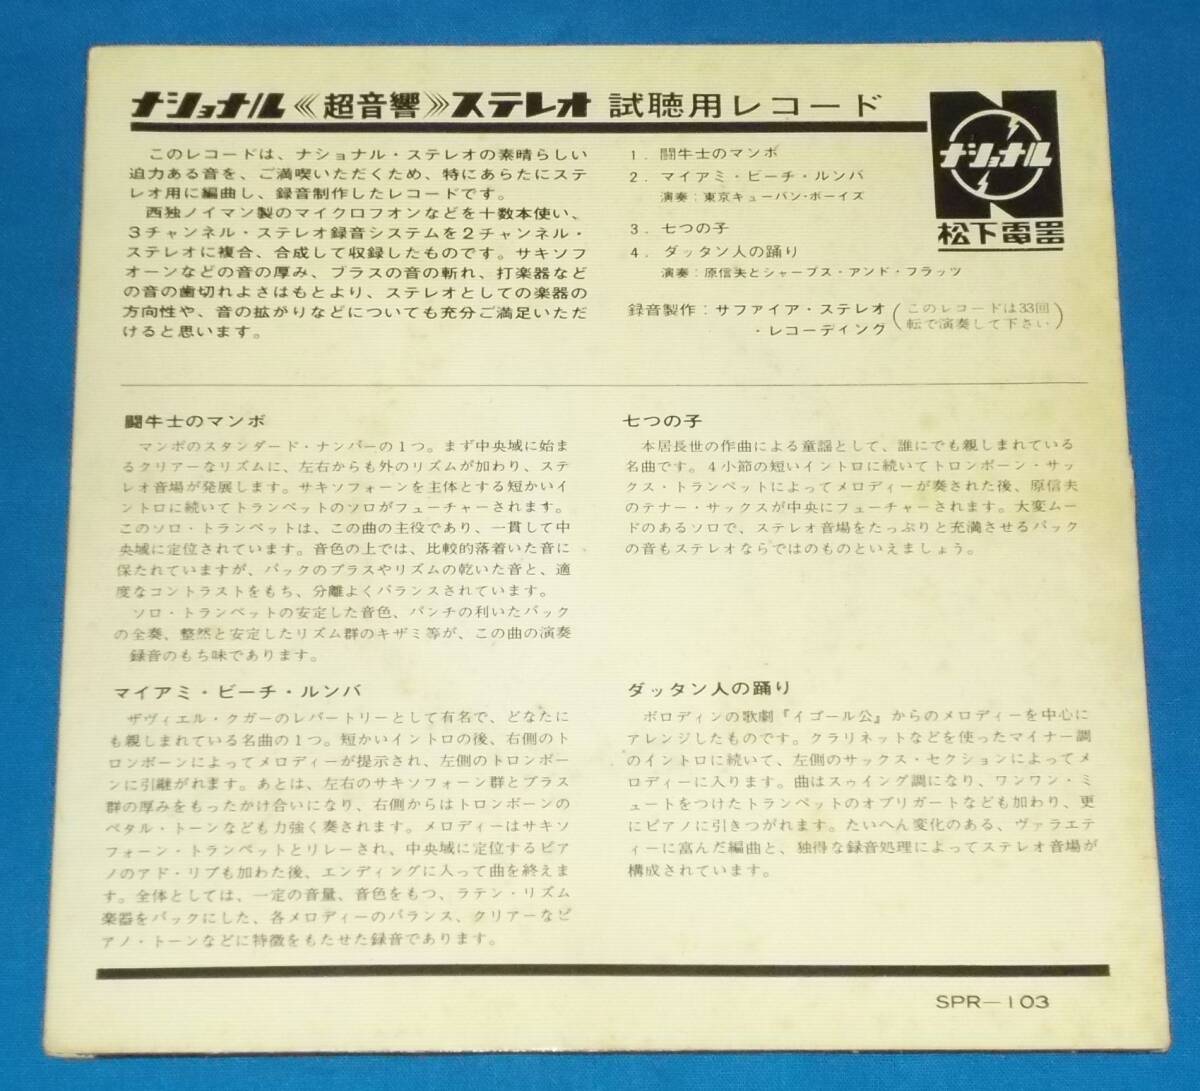 ナショナル《超音響》ステレオ 試聴用レコード
このレコードは、ナショナル・ステレオの素晴らしい
迫力ある音を、ご満喫いただくため、特にあらたにステ
レオ用に編曲し、録音制作したレコードです。
西独ノイマン製のマイクロフオンなどを十数本使い、
3チャンネル・ステレオ録音システムを2チャンネル・
ステレオに複合、合成して収録したものです。サキソフ
オーンなどの音の厚み、ブラスの音の斬れ、打楽器など
の音の歯切れよさはもとより、ステレオとしての楽器の
方向性や、音の拡がりなどについても充分ご満足いただ
けると思います。
1. 闘牛士のマンボ
2. マイアミ・ビーチ・ルンバ
演奏:東京キューバン・ボーイズ
3. 七つの子
4. ダッタン人の踊り
演奏:原信夫とシャープス・アンド・フラッツ
録音製作:サファイア・ステレオ
・レコーディング
(このレコードは33回
転で演奏して下さい)
ナショナル
松下電器
闘牛士のマンボ
マンボのスタンダード・ナンバーの1つ。まず中央域に始ま
るクリアーなリズムに、左右からも外のリズムが加わり、ステ
レオ音場が発展します。サキソフォーンを主体とする短かいイ
ントロに続いてトランペットのソロがフューチャーされます。
このソロ・トランペットは、この曲の主役であり、一貫して中
央域に定位されています。音色の上では、比較的落着いた音に
保たれていますが、バックのブラスやリズムの乾いた音と、適
度なコントラストをもち、分離よくバランスされています。
ソロ・トランペットの安定した音色、パンチの利いたバック
の全奏、整然と安定したリズム群のキザミ等が、この曲の演奏
録音のもち味であります。
マイアミ・ビーチ・ルンバ
ザヴィエル・クガーのレパートリーとして有名で、どなたに
も親しまれている名曲の1つ。短かいイントロの後、右側のト
ロンボーンによってメロディーが提示され、左側のトロンボーン
に引継がれます。あとは、左右のサキソフォーン群とブラス
群の厚みをもったかけ合いになり、右側からはトロンボーンの
ペタル・トーンなども力強く奏されます。メロディーはサキソ
フォーン・トランペットとリレーされ、中央域に定位するピア
ノのアド・リブも加わた後、エンディングに入って曲を終えま
す。全体としては、一定の音量、音色をもつ、ラテン・リズム
楽器をバックにした、各メロディーのバランス、クリアーなピ
アノ・トーンなどに特徴をもたせた録音であります。
七つの子
本居長世の作曲による童謡として、誰にでも親しまれている
名曲です。4小節の短いイントロに続いてトロンボーン・サッ
クス・トランペットによってメロディーが奏された後、原信夫
のテナー・サックスが中央にフューチャーされます。大変ムー
ドのあるソロで、ステレオ音場をたっぷりと充満させるバック
の音もステレオならではのものといえましょう。
ダッタン人の踊り
ボロディンの歌劇『イゴール公』からのメロディーを中心に
アレンジしたものです。クラリネットなどを使ったマイナー調
のイントロに続いて、左側のサックス・セクションによってメ
ロディーに入ります。曲はスゥイング調になり、ワンワン・ミ
ュートをつけたトランペットのオブリガートなども加わり、更
にピアノに引きつがれます。たいへん変化のある、ヴァラエテ
ィーに富んだ編曲と、独得な録音処理によってステレオ音場が
構成されています。
SPR-103